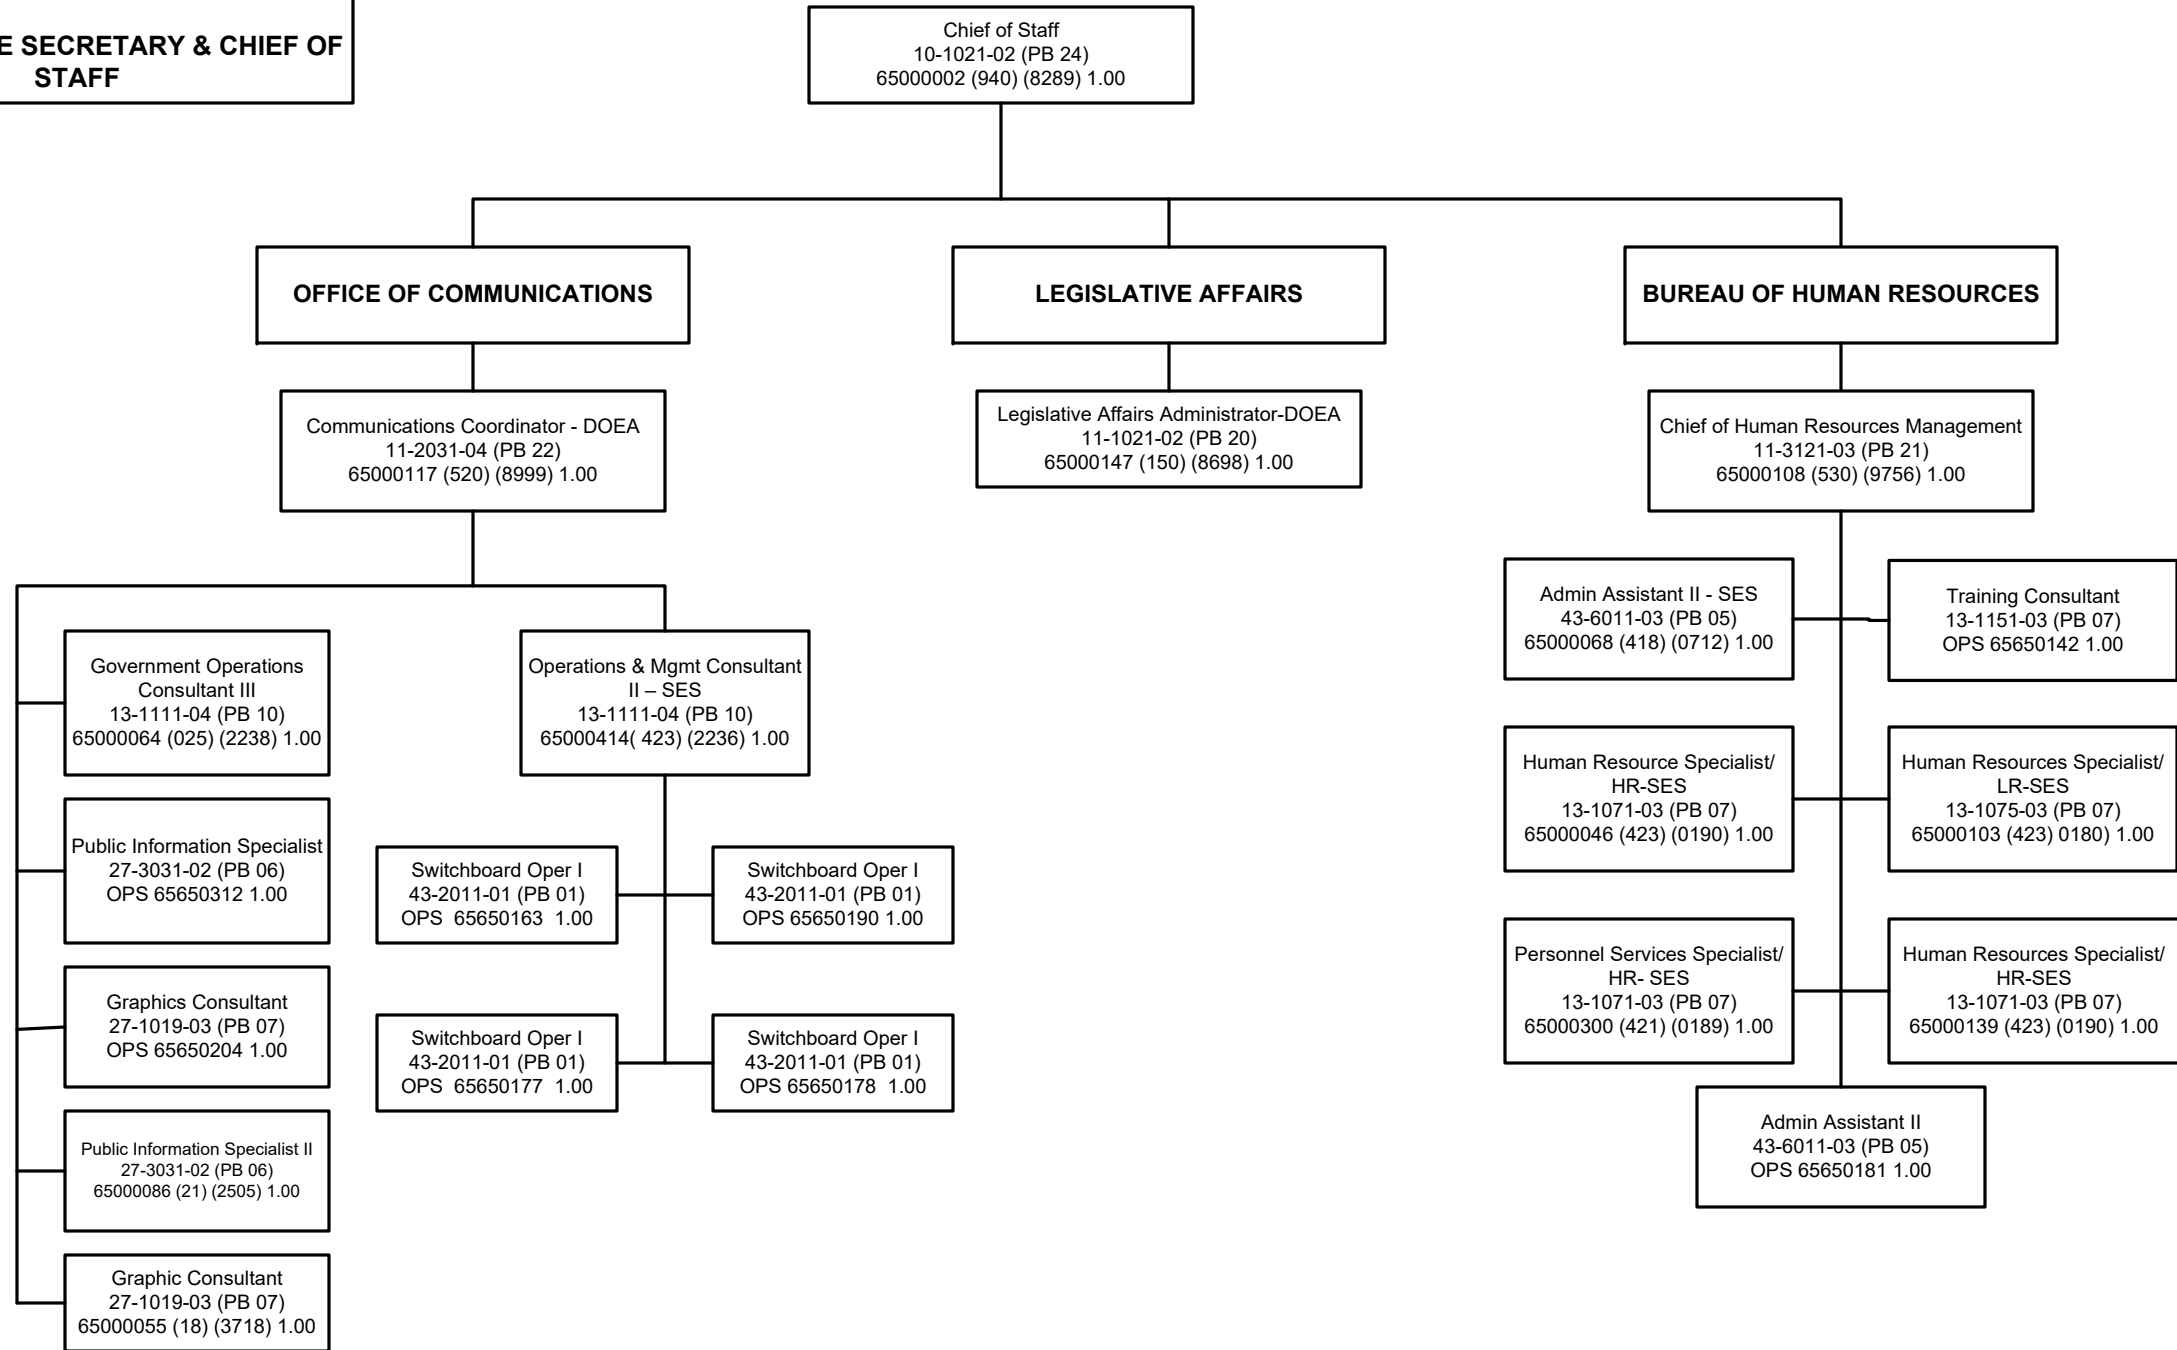 SECRETARY & CHIEF OF
STAFF
Chief of Staff
10-1021-02 (PB 24)
65000002 (940) (8289) 1.00
OFFICE OF COMMUNICATIONS
LEGISLATIVE AFFAIRS
BUREAU OF HUMAN RESOURCES
Communications Coordinator - DOEA
11-2031-04 (PB 22)
65000117 (520) (8999) 1.00
Legislative Affairs Administrator-DOEA
11-1021-02 (PB 20)
65000147 (150) (8698) 1.00
Chief of Human Resources Management
11-3121-03 (PB 21)
65000108 (530) (9756) 1.00
Government Operations
Consultant III
13-1111-04 (PB 10)
65000064 (025) (2238) 1.00
Public Information Specialist
27-3031-02 (PB 06)
OPS 65650312 1.00
Graphics Consultant
27-1019-03 (PB 07)
OPS 65650204 1.00
Public Information Specialist II
27-3031-02 (PB 06)
65000086 (21) (2505) 1.00
Graphic Consultant
27-1019-03 (PB 07)
65000055 (18) (3718) 1.00
Operations & Mgmt Consultant
II – SES
13-1111-04 (PB 10)
65000414( 423) (2236) 1.00
Switchboard Oper I
43-2011-01 (PB 01)
OPS  65650163  1.00
Switchboard Oper I
43-2011-01 (PB 01)
OPS 65650190 1.00
Switchboard Oper I
43-2011-01 (PB 01)
OPS  65650177  1.00
Switchboard Oper I
43-2011-01 (PB 01)
OPS 65650178  1.00
Admin Assistant II - SES
43-6011-03 (PB 05)
65000068 (418) (0712) 1.00
Training Consultant
13-1151-03 (PB 07)
OPS 65650142 1.00
Human Resource Specialist/
HR-SES
13-1071-03 (PB 07)
65000046 (423) (0190) 1.00
Human Resources Specialist/
LR-SES
13-1075-03 (PB 07)
65000103 (423) 0180) 1.00
Personnel Services Specialist/
HR- SES
13-1071-03 (PB 07)
65000300 (421) (0189) 1.00
Human Resources Specialist/
HR-SES
13-1071-03 (PB 07)
65000139 (423) (0190) 1.00
Admin Assistant II
43-6011-03 (PB 05)
OPS 65650181 1.00